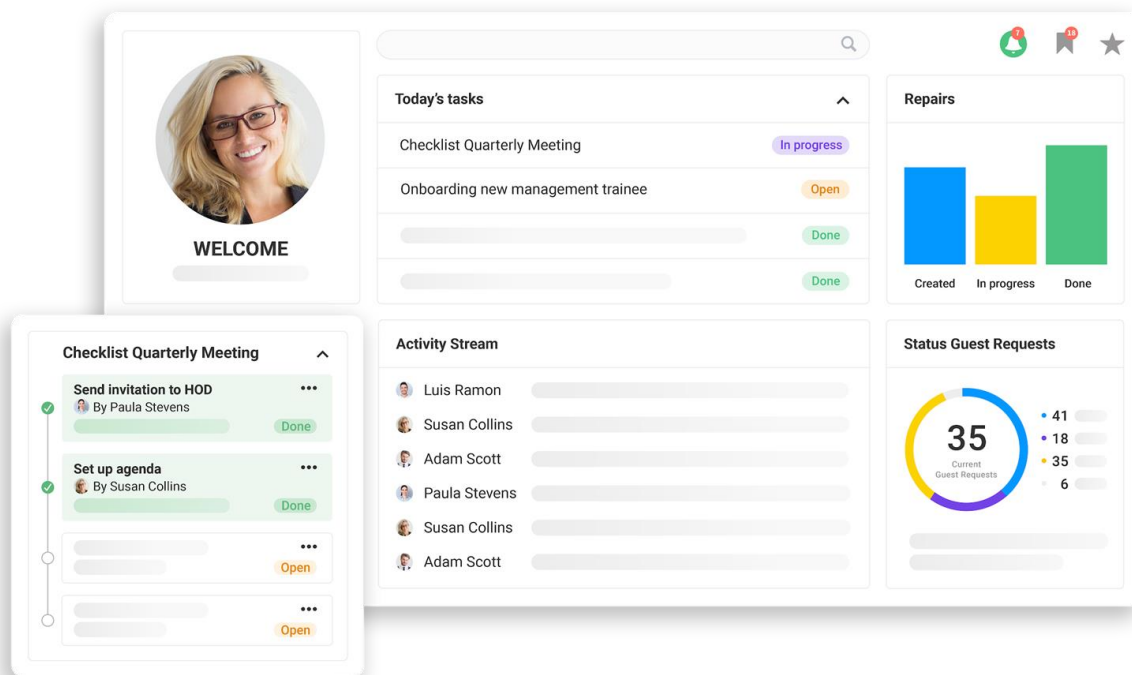 7
18
WELCOME
Today's tasks
Checklist Quarterly Meeting
In progress
Onboarding new management trainee
Open
Done
Done
Repairs
Created
In progress
Done
Checklist Quarterly Meeting
Send invitation to HOD
By Paula Stevens
Done
Set up agenda
By Susan Collins
Done
Open
Open
Activity Stream
Luis Ramon
Susan Collins
Adam Scott
Paula Stevens
Susan Collins
Adam Scott
Status Guest Requests
35
Current
Guest Requests
41
18
35
6